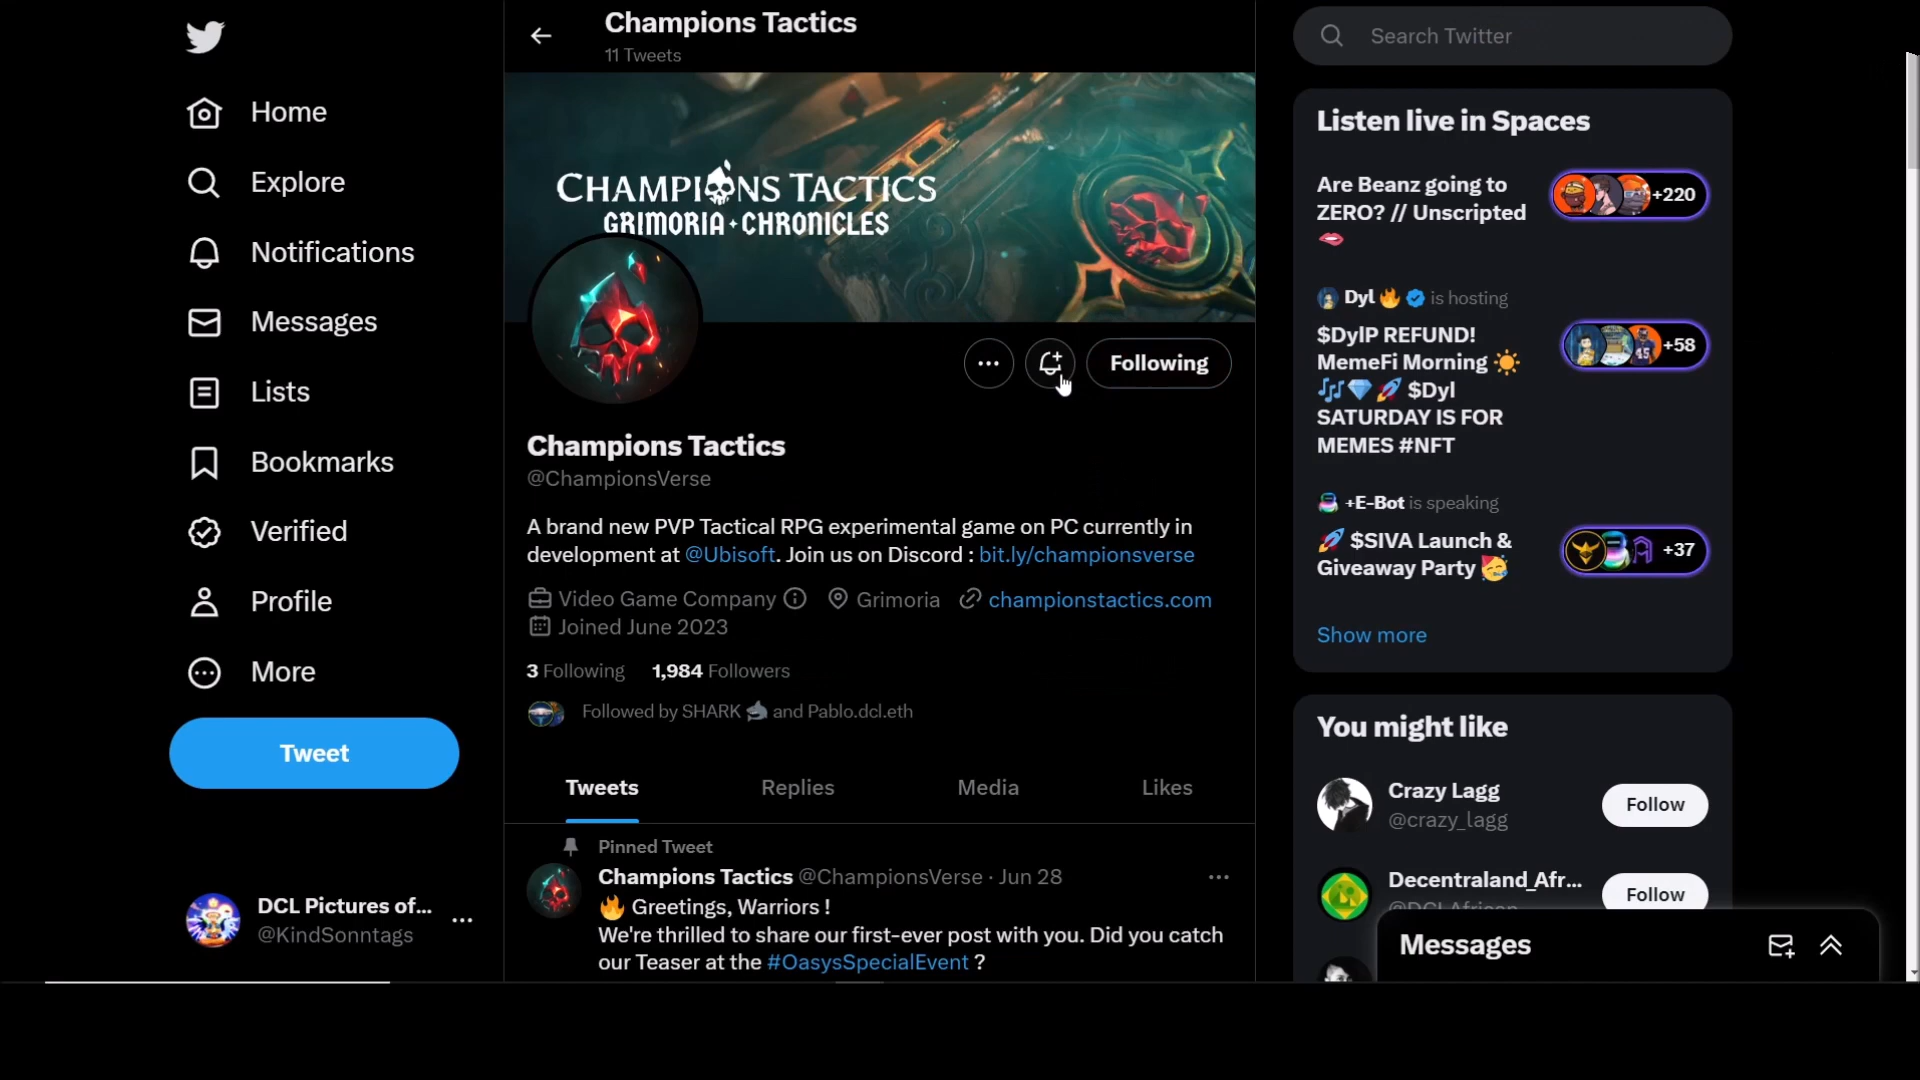 Home
Explore
Notifications
Messages
Lists
Bookmarks
Verified
Profile
More
Tweet
DCL Pictures of...
@KindSonntags
Champions Tactics
11 Tweets
CHAMPIONS TACTICS
GRIMORIA CHRONICLES
Following
Champions Tactics
@ChampionsVerse
A brand new PVP Tactical RPG experimental game on PC currently in
development at @Ubisoft. Join us on Discord : bit.ly/championsverse
Video Game Company Grimoria championstactics.com
Joined June 2023
3 Following 1,984 Followers
Followed by SHARK 🦈 and Pablo.dcl.eth
Tweets Replies Media Likes
Pinned Tweet
Champions Tactics @ChampionsVerse · Jun 28
🔥 Greetings, Warriors !
We're thrilled to share our first-ever post with you. Did you catch
our Teaser at the #OasysSpecialEvent ?
Search Twitter
Listen live in Spaces
Are Beanz going to
ZERO? // Unscripted
🫦
+220
Dyl 🔥 is hosting
$DylP REFUND!
MemeFi Morning ☀️
🎶💎🚀 $Dyl
SATURDAY IS FOR
MEMES #NFT
+58
+E-Bot is speaking
🚀 $SIVA Launch &
Giveaway Party 🥳
+37
Show more
You might like
Crazy Lagg
@crazy_lagg
Follow
Decentraland_Afr...
Follow
Messages